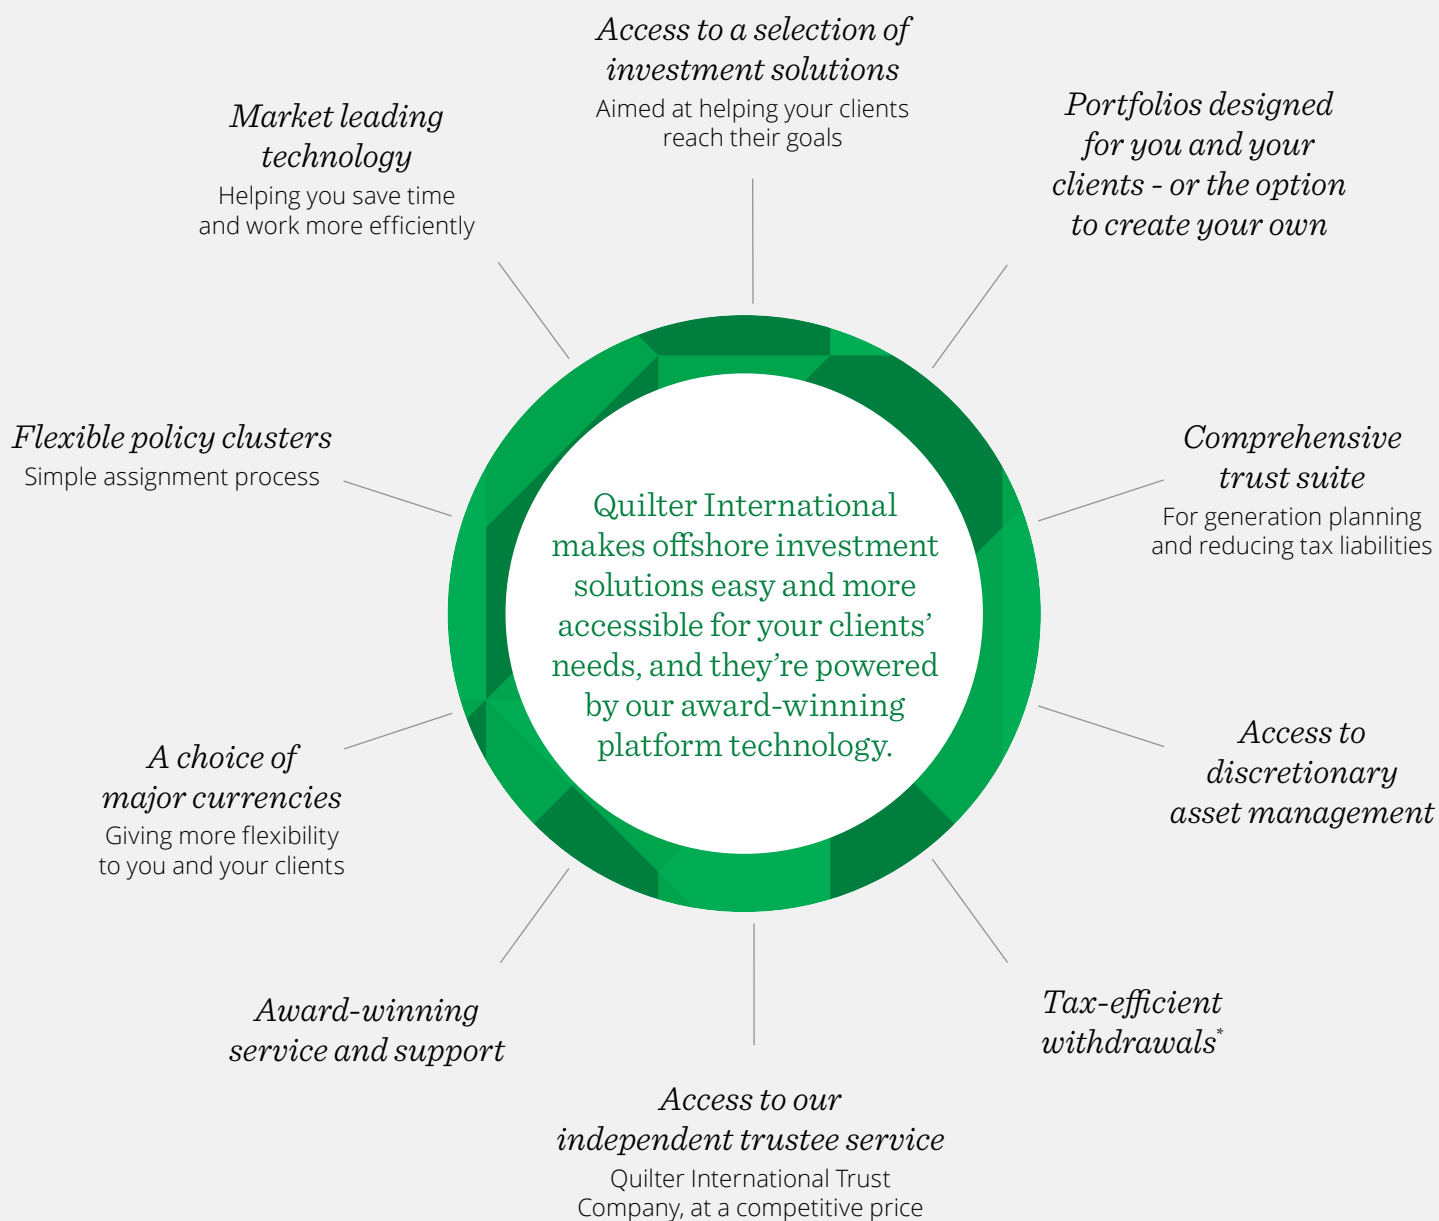 Access to a selection of
investment solutions
Aimed at helping your clients
reach their goals
Portfolios designed
for you and your
clients - or the option
to create your own
Comprehensive
trust suite
For generation planning
and reducing tax liabilities
Access to
discretionary
asset management
Tax-efficient
withdrawals*
Access to our
independent trustee service
Quilter International Trust
Company, at a competitive price
Award-winning
service and support
A choice of
major currencies
Giving more flexibility
to you and your clients
Flexible policy clusters
Simple assignment process
Market leading
technology
Helping you save time
and work more efficiently
Quilter International
makes offshore investment
solutions easy and more
accessible for your clients’
needs, and they’re powered
by our award-winning
platform technology.